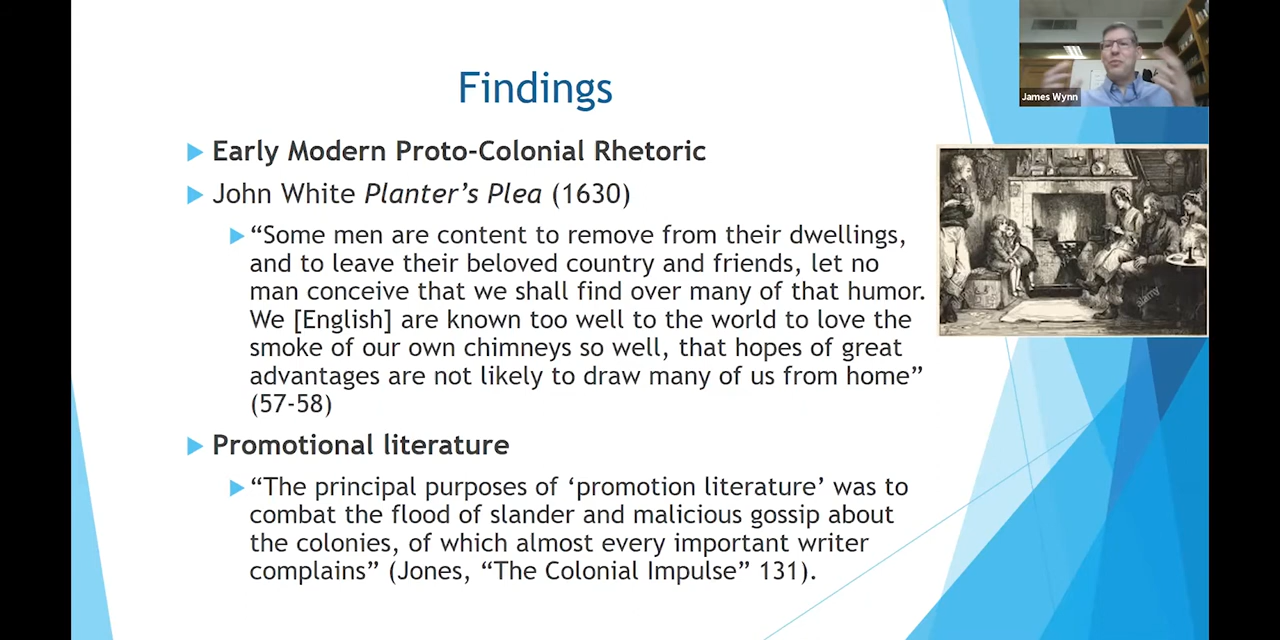 Findings
Early Modern Proto-Colonial Rhetoric
John White Planter's Plea (1630)
“Some men are content to remove from their dwellings,
and to leave their beloved country and friends, let no
man conceive that we shall find over many of that humor.
We [English] are known too well to the world to love the
smoke of our own chimneys so well, that hopes of great
advantages are not likely to draw many of us from home”
(57-58)
Promotional literature
“The principal purposes of ‘promotion literature’ was to
combat the flood of slander and malicious gossip about
the colonies, of which almost every important writer
complains” (Jones, “The Colonial Impulse” 131).
James Wynn
alamy